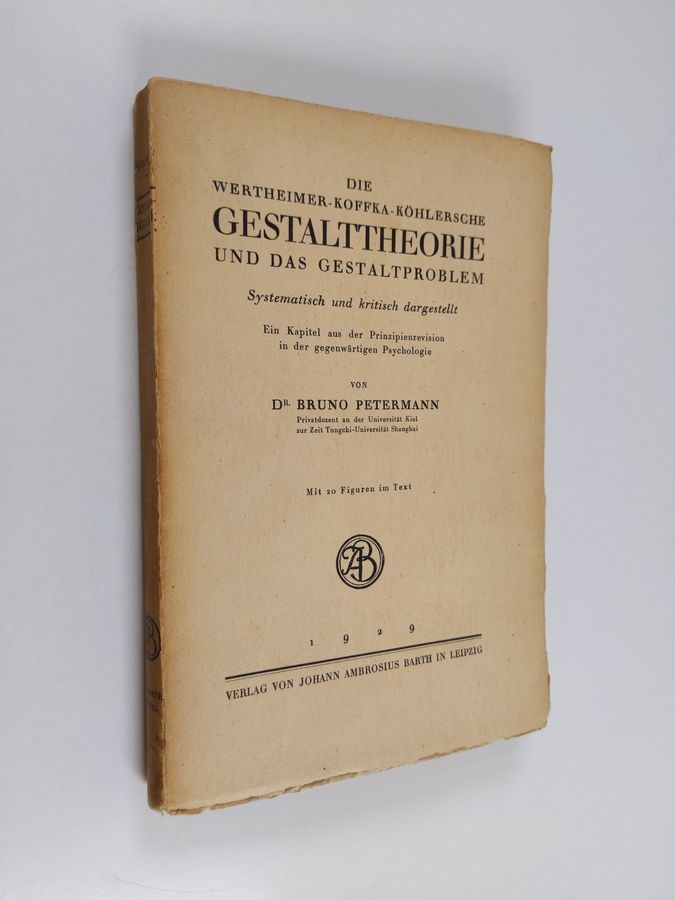 DIE
WERTHEIMER-KOFFKA-KÖHLERSCHE
GESTALTTHEORIE
UND DAS GESTALTPROBLEM
Systematisch und kritisch dargestellt
Ein Kapitel aus der Prinzipienrevision
in der gegenwärtigen Psychologie
VON
DR. BRUNO PETERMANN
Privatdozent an der Universität Kiel
zur Zeit Tungchi-Universität Shanghai
Mit 20 Figuren im Text
JAB
1929
VERLAG VON JOHANN AMBROSIUS BARTH IN LEIPZIG